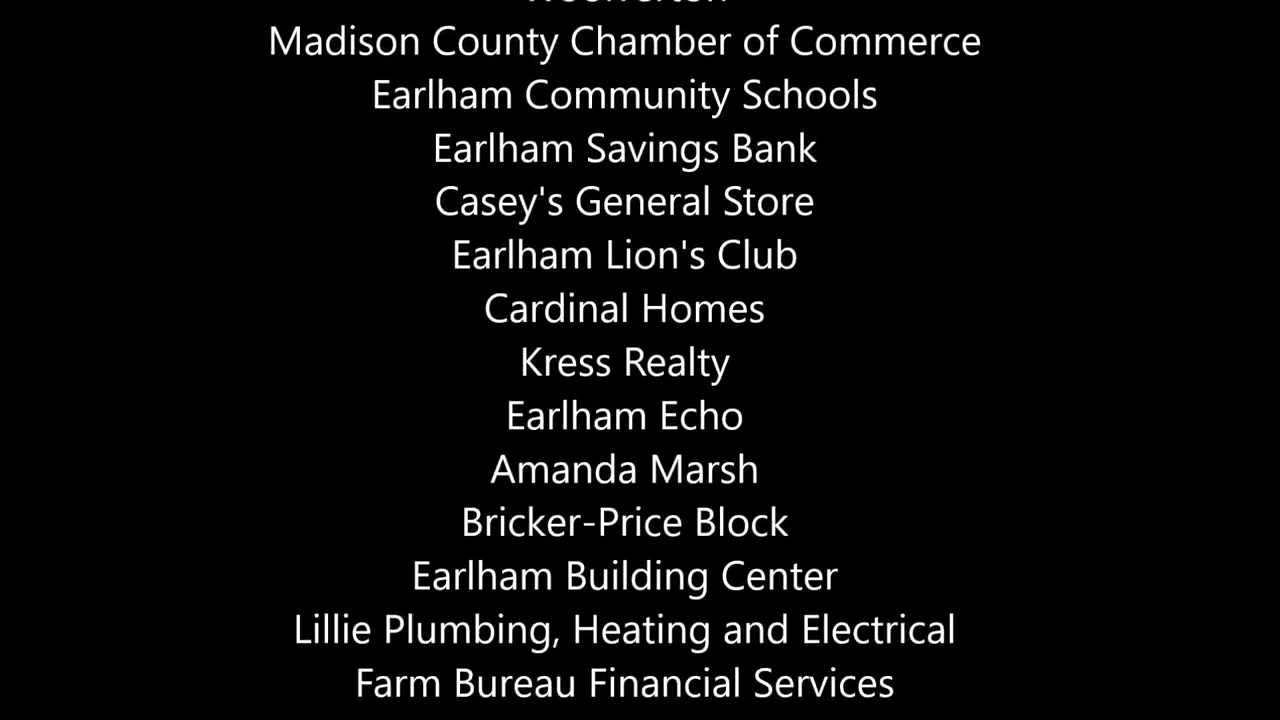 Madison County Chamber of Commerce
Earlham Community Schools
Earlham Savings Bank
Casey's General Store
Earlham Lion's Club
Cardinal Homes
Kress Realty
Earlham Echo
Amanda Marsh
Bricker-Price Block
Earlham Building Center
Lillie Plumbing, Heating and Electrical
Farm Bureau Financial Services